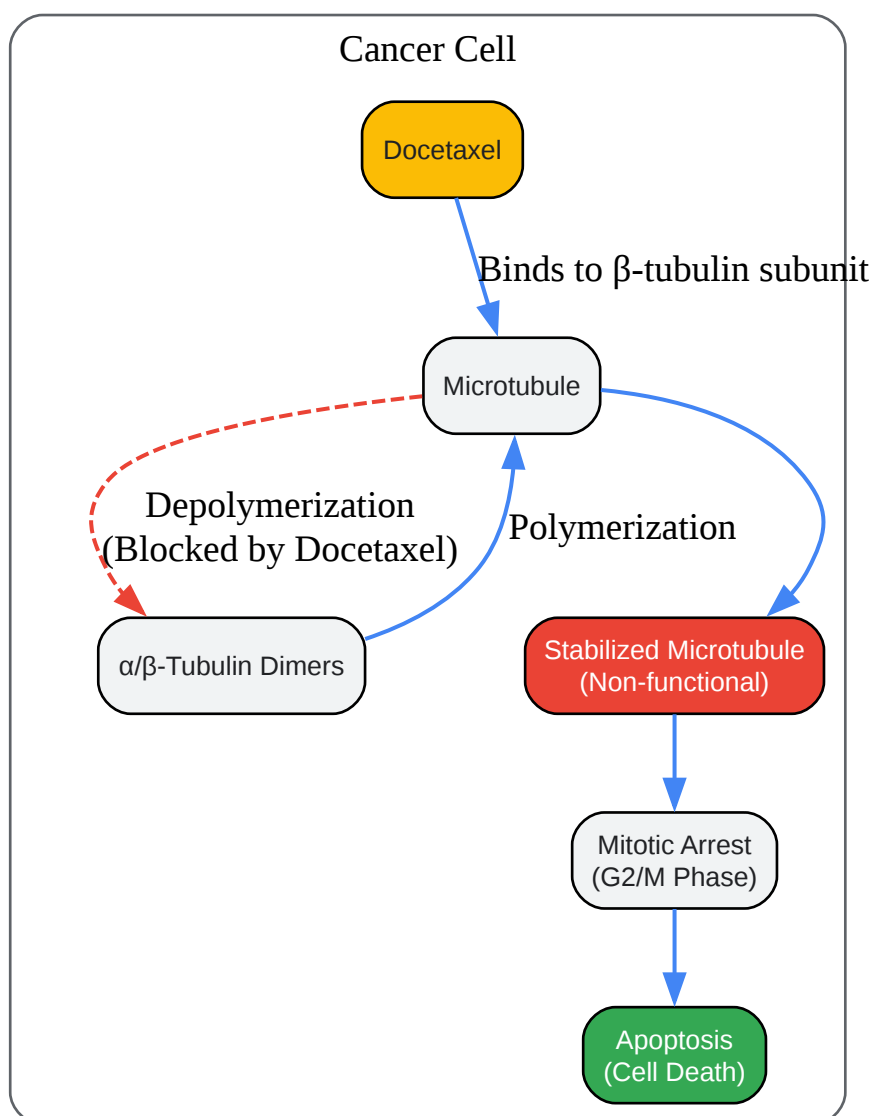 Cancer Cell
Docetaxel
Binds to β-tubulin subunit
Microtubule
Depolymerization
(Blocked by Docetaxel)
Polymerization
α/β-Tubulin Dimers
Stabilized Microtubule
(Non-functional)
Mitotic Arrest
(G2/M Phase)
Apoptosis
(Cell Death)